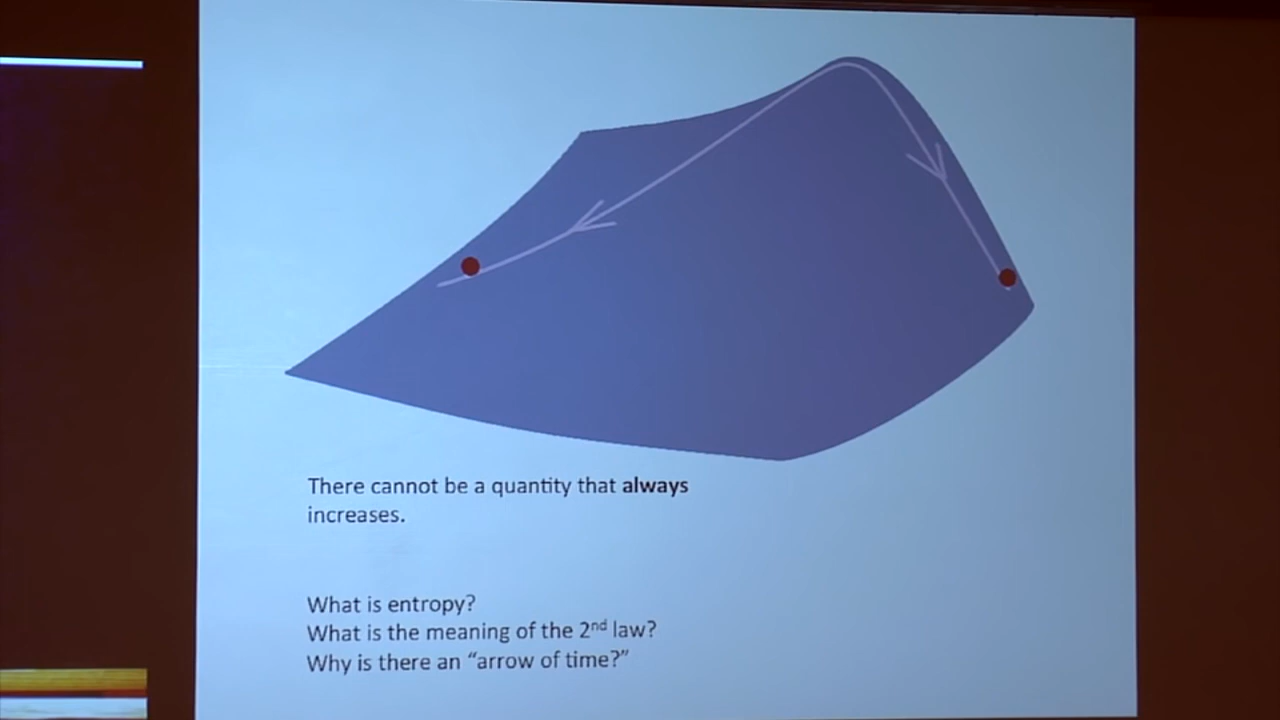 There cannot be a quantity that always
increases.
What is entropy?
What is the meaning of the 2nd law?
Why is there an “arrow of time?”